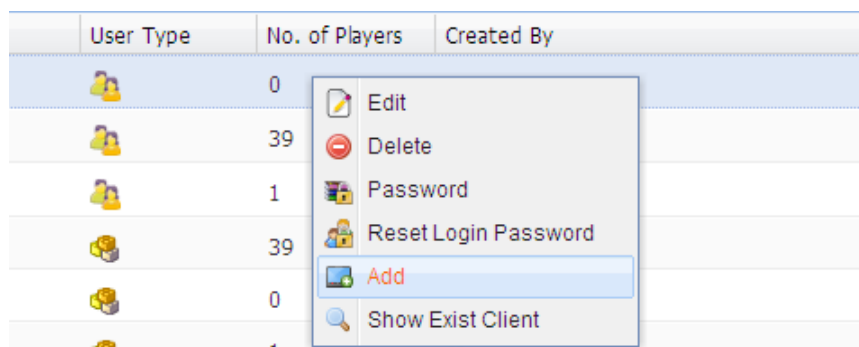 User Type No. of Players Created By
0
Edit
39
Delete
1
Password
39
Reset Login Password
Add
0
Show Exist Client